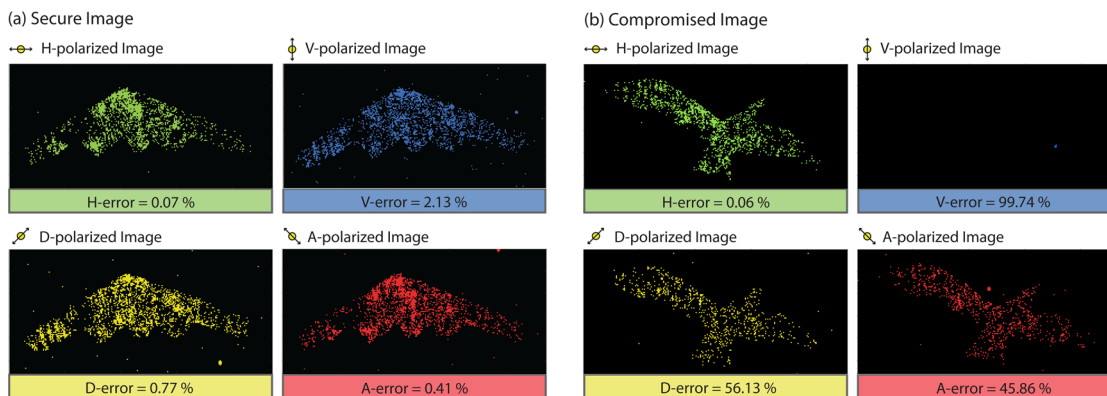 (a) Secure Image
H-polarized Image
V-polarized Image
H-error = 0.07 %
V-error = 2.13 %
D-polarized Image
A-polarized Image
D-error = 0.77 %
A-error = 0.41 %
(b) Compromised Image
H-polarized Image
V-polarized Image
H-error = 0.06 %
V-error = 99.74 %
D-polarized Image
A-polarized Image
D-error = 56.13 %
A-error = 45.86 %